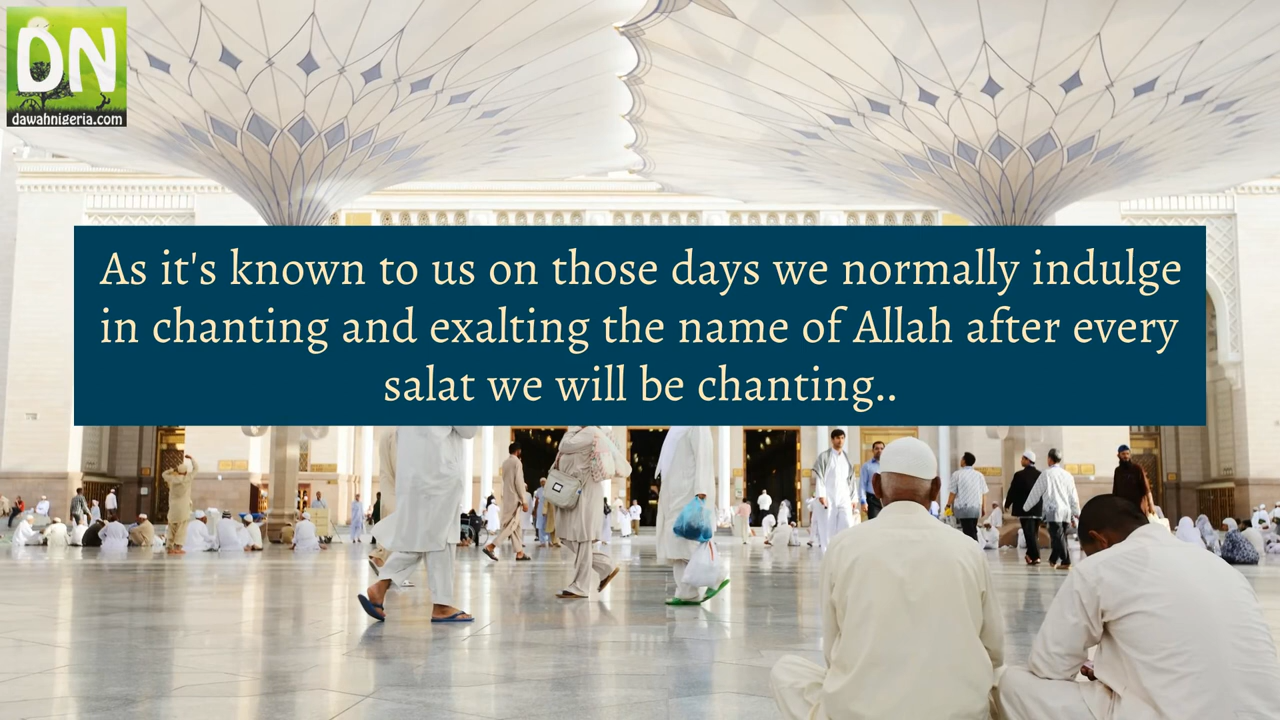 DN
dawahnigeria.com
As it's known to us on those days we normally indulge
in chanting and exalting the name of Allah after every
salat we will be chanting..